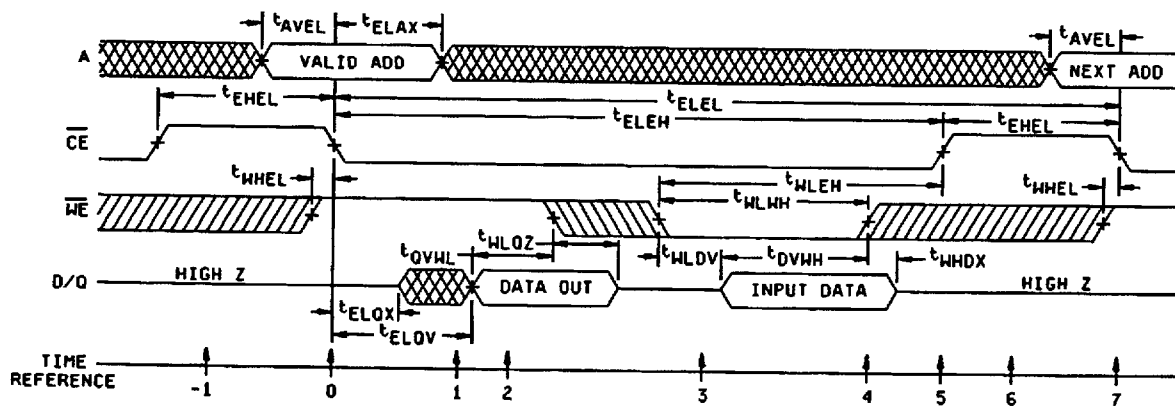 tAVEL tELAX tAVEL
A VALID ADD NEXT ADD
tEHEL tELEL
tELEH tEHEL
CE
tWHEL tWLEH tWHEL
WE tWLWH
tQVWL tWLQZ tWLDV tDVWH tWHDX
D/Q HIGH Z DATA OUT INPUT DATA HIGH Z
tELQX
tELQV
TIME
REFERENCE
-1 0 1 2 3 4 5 6 7